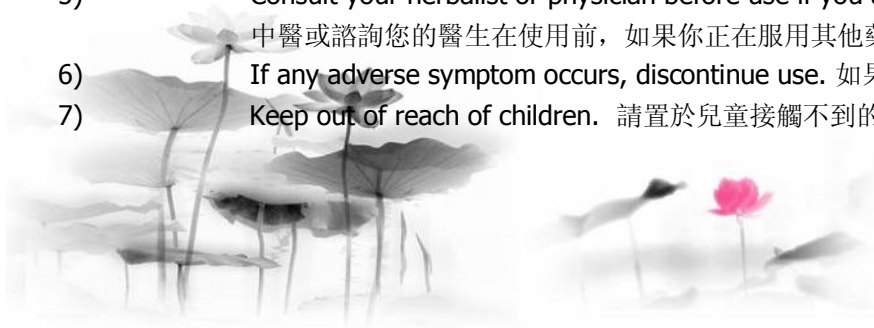 Consult your herbalist or physician before use if you
中醫或諮詢您的醫生在使用前，如果你正在服用其他藥
6) If any adverse symptom occurs, discontinue use. 如果
7) Keep out of reach of children. 請置於兒童接觸不到的